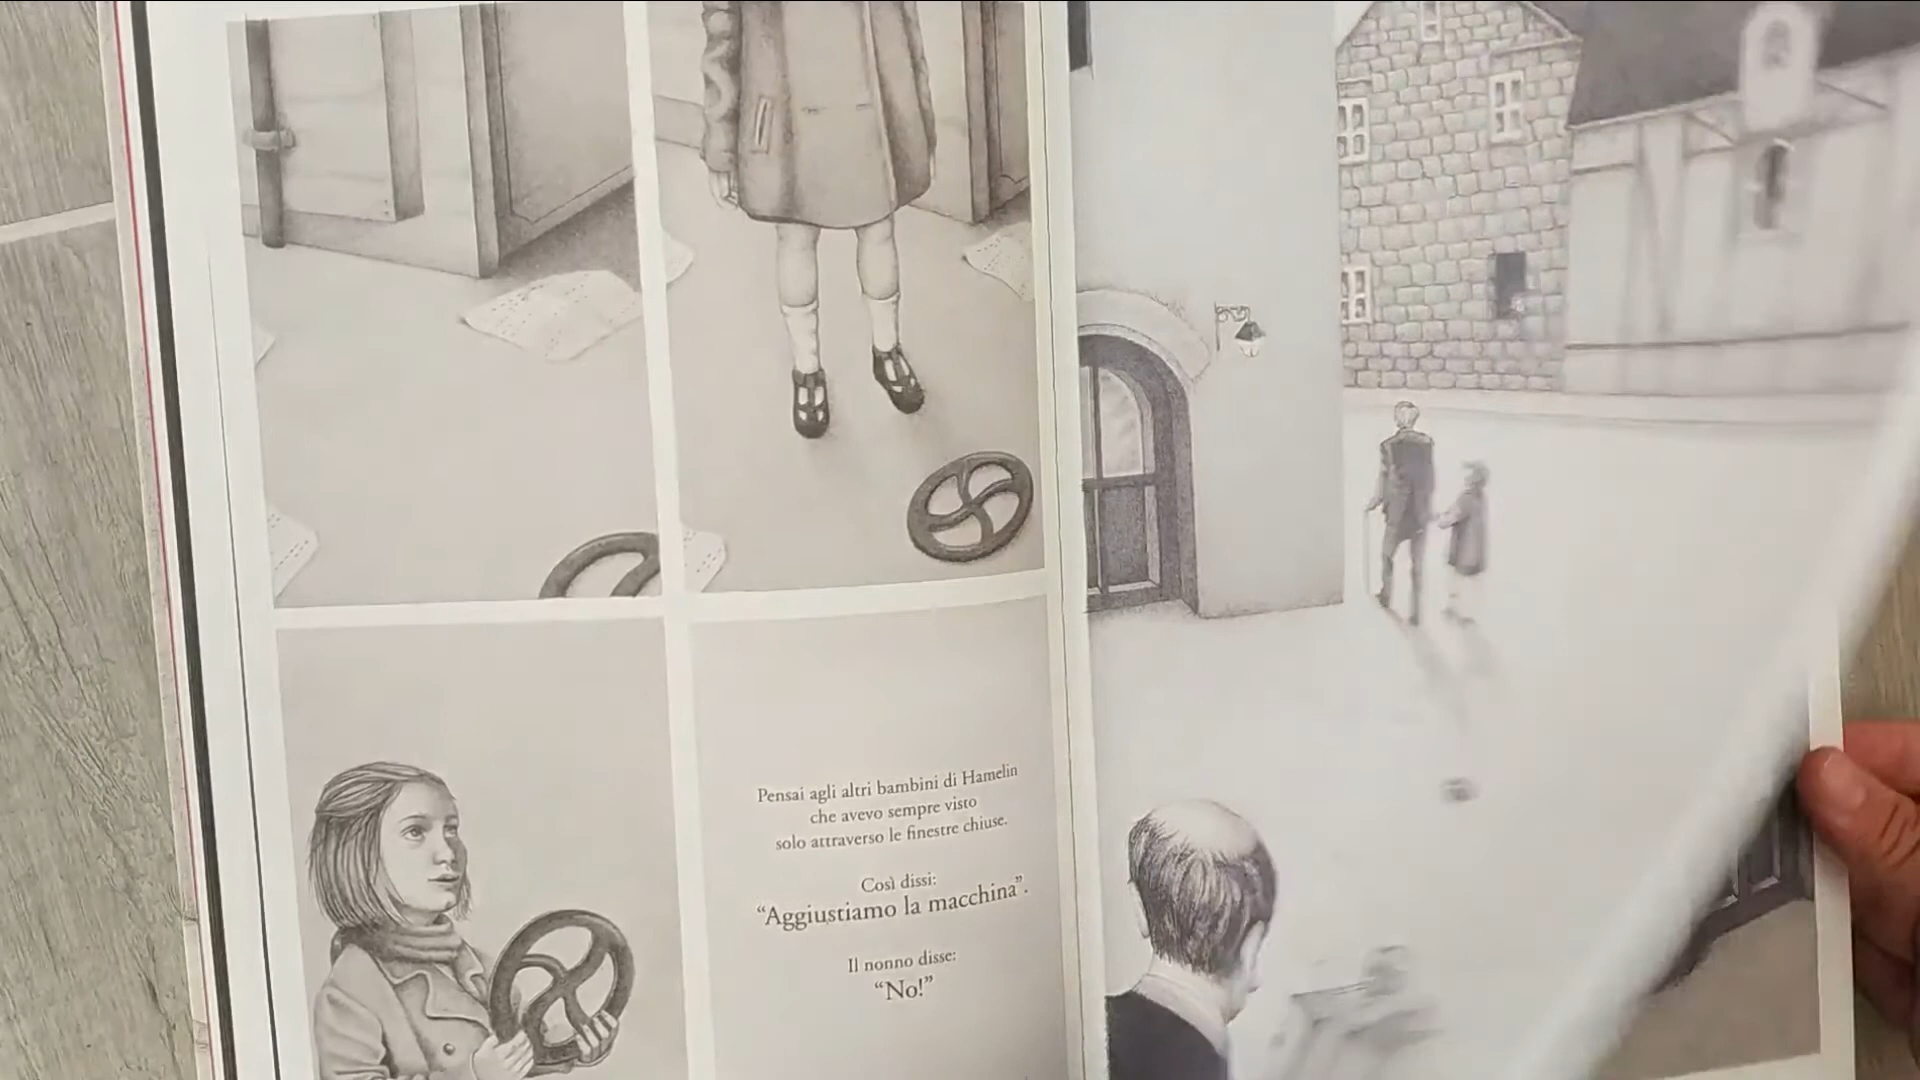 Pensai agli altri bambini di Hamelin
che avevo sempre visto
solo attraverso le finestre chiuse.
Così dissi:
“Aggiustiamo la macchina”.
Il nonno disse:
“No!”